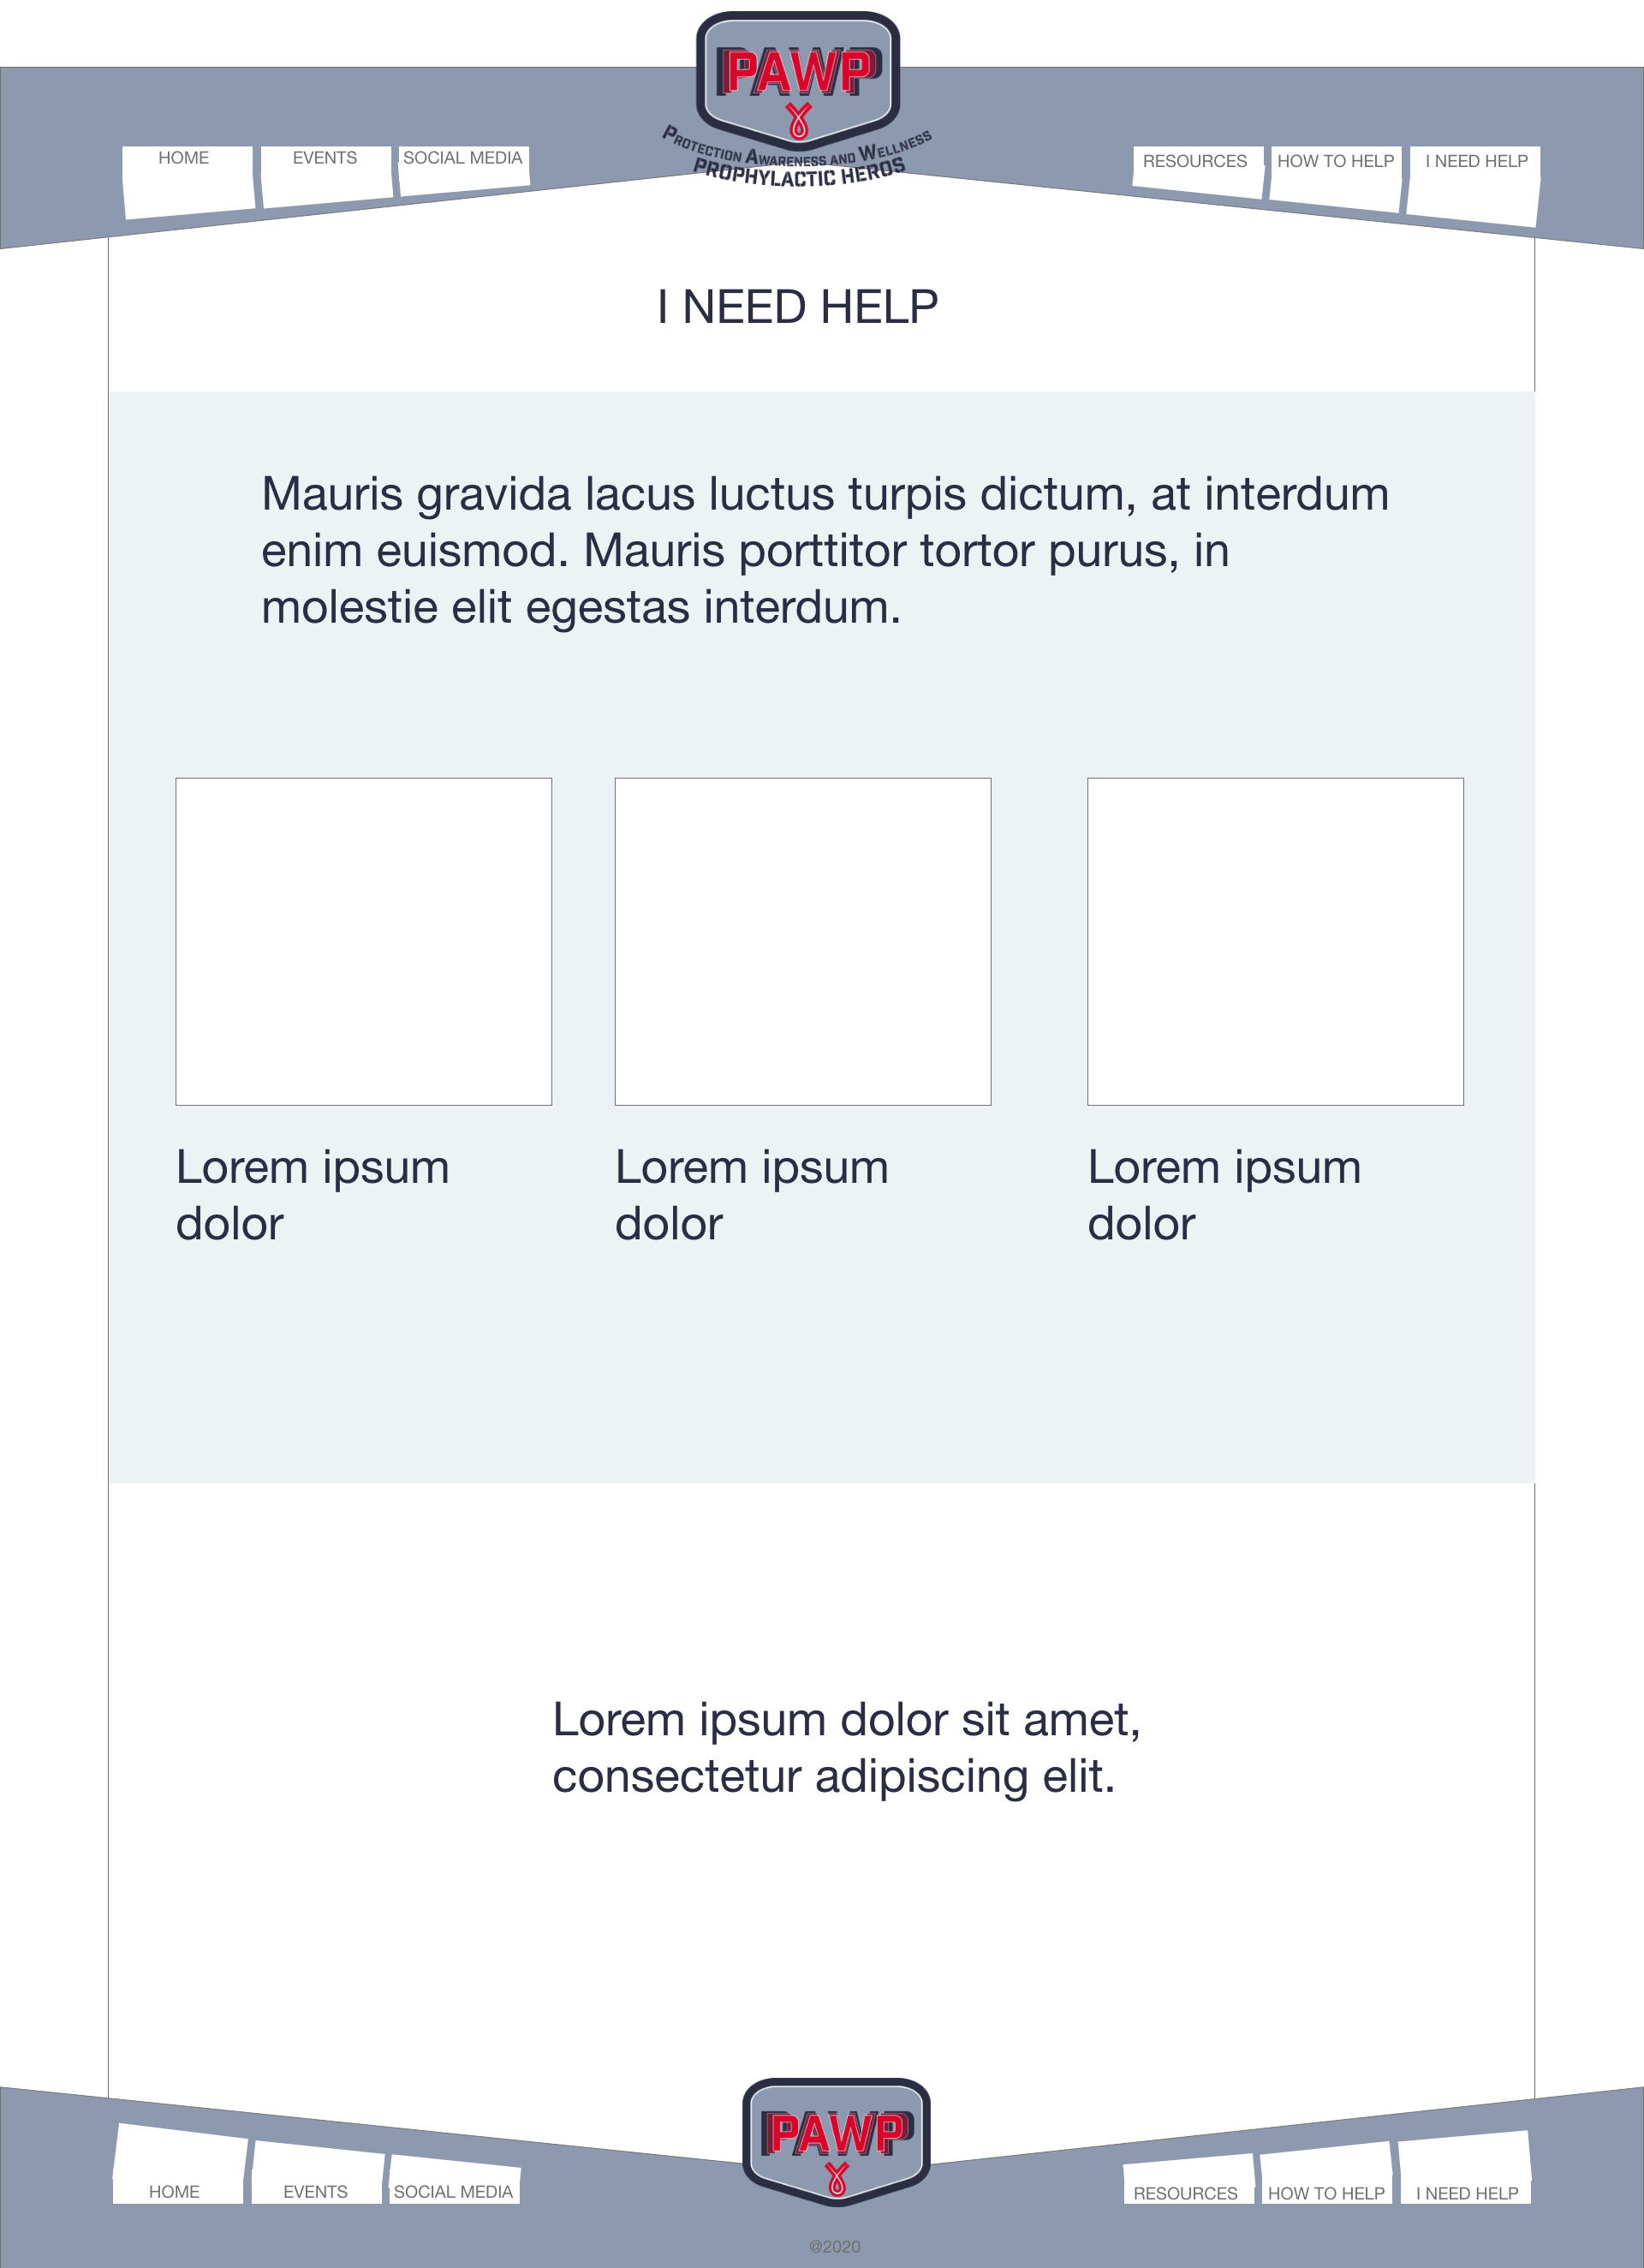 PAWP
PROTECTION AWARENESS AND WELLNESS
PROPHYLACTIC HEROS
HOME EVENTS SOCIAL MEDIA RESOURCES HOW TO HELP I NEED HELP
I NEED HELP
Mauris gravida lacus luctus turpis dictum, at interdum
enim euismod. Mauris porttitor tortor purus, in
molestie elit egestas interdum.
Lorem ipsum
dolor
Lorem ipsum
dolor
Lorem ipsum
dolor
Lorem ipsum dolor sit amet,
consectetur adipiscing elit.
PAWP
HOME EVENTS SOCIAL MEDIA RESOURCES HOW TO HELP I NEED HELP
@2020